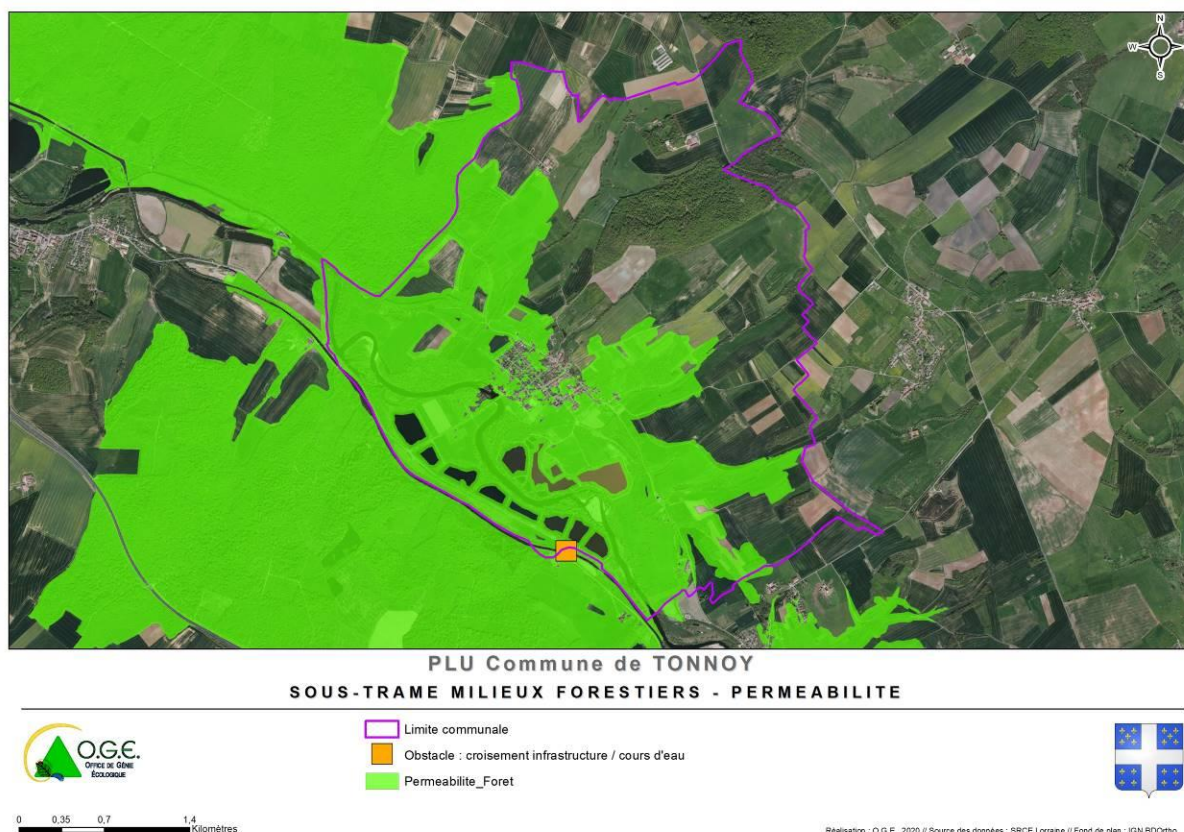 N
W E
S
PLU Commune de TONNOY
SOUS-TRAME MILIEUX FORESTIERS - PERMEABILITE
O.G.E.
OFFICE DE GÉNIE
ÉCOLOGIQUE
Limite communale
Obstacle : croisement infrastructure / cours d'eau
Permeabilite_Foret
0 0,35 0,7 1,4
Kilomètres
Réalisation : O.G.E., 2020 // Source des données : SRCE Lorraine // Fond de plan : IGN BDOrtho